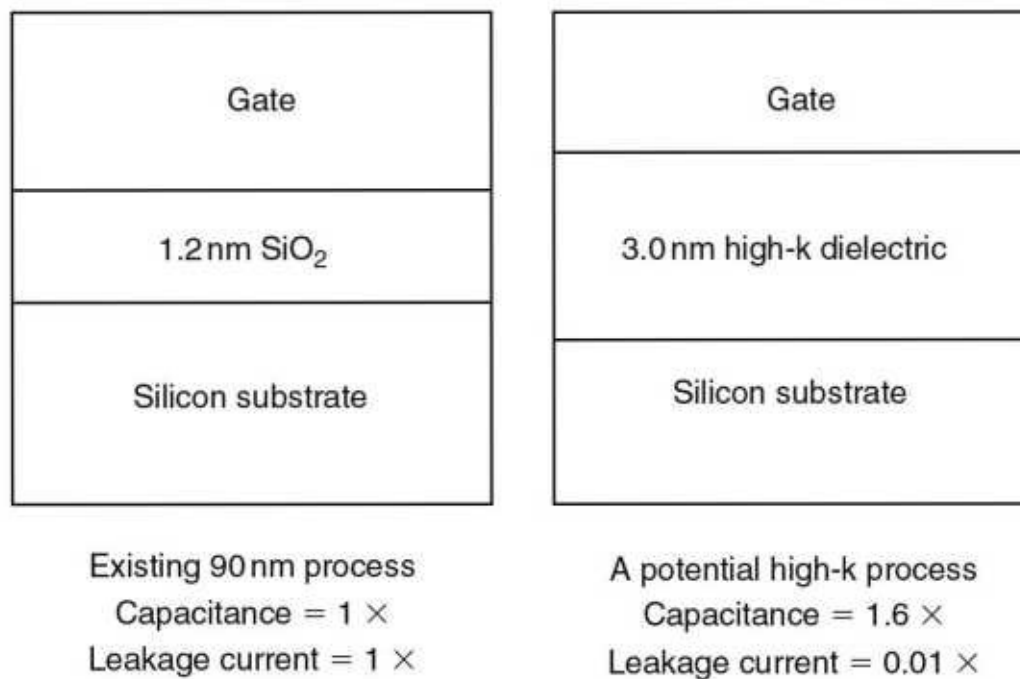 Gate
1.2 nm SiO₂
Silicon substrate
Existing 90 nm process
Capacitance = 1 ×
Leakage current = 1 ×
Gate
3.0 nm high-k dielectric
Silicon substrate
A potential high-k process
Capacitance = 1.6 ×
Leakage current = 0.01 ×